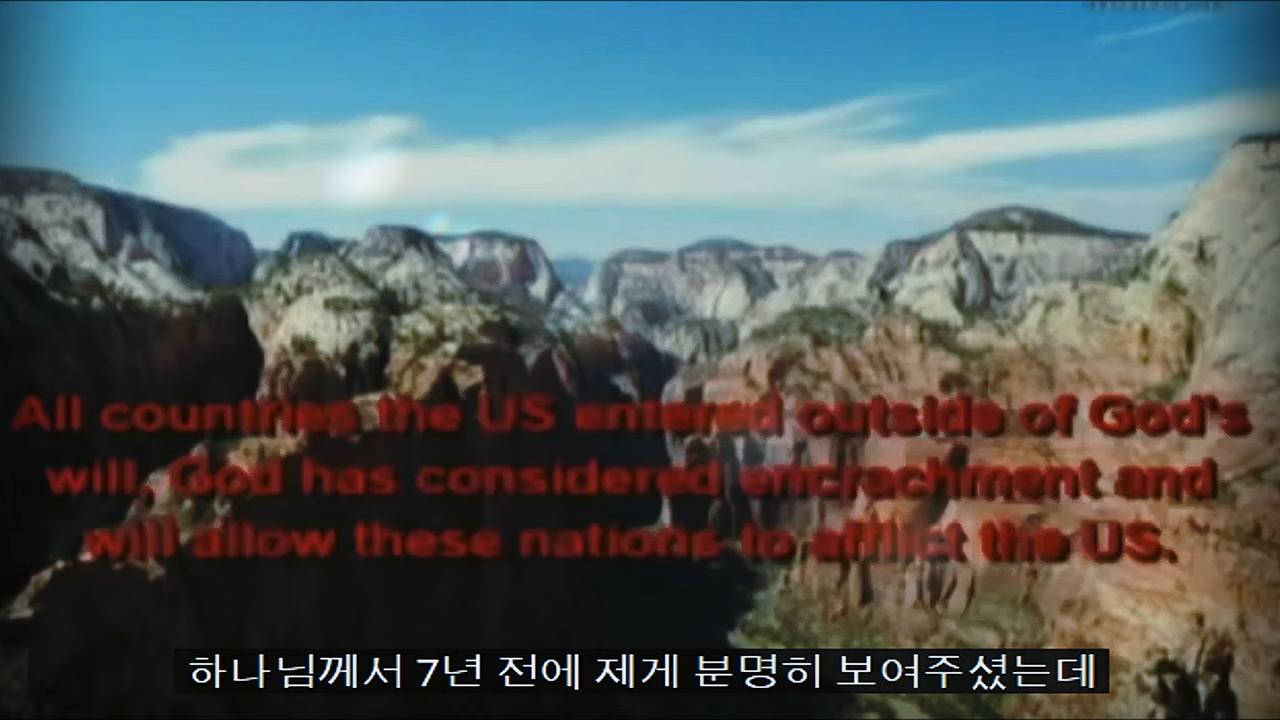 All countries the US entered outside of God's
will, God has considered encrachment and
will allow these nations to afflict the US.
하나님께서 7년 전에 제게 분명히 보여주셨는데